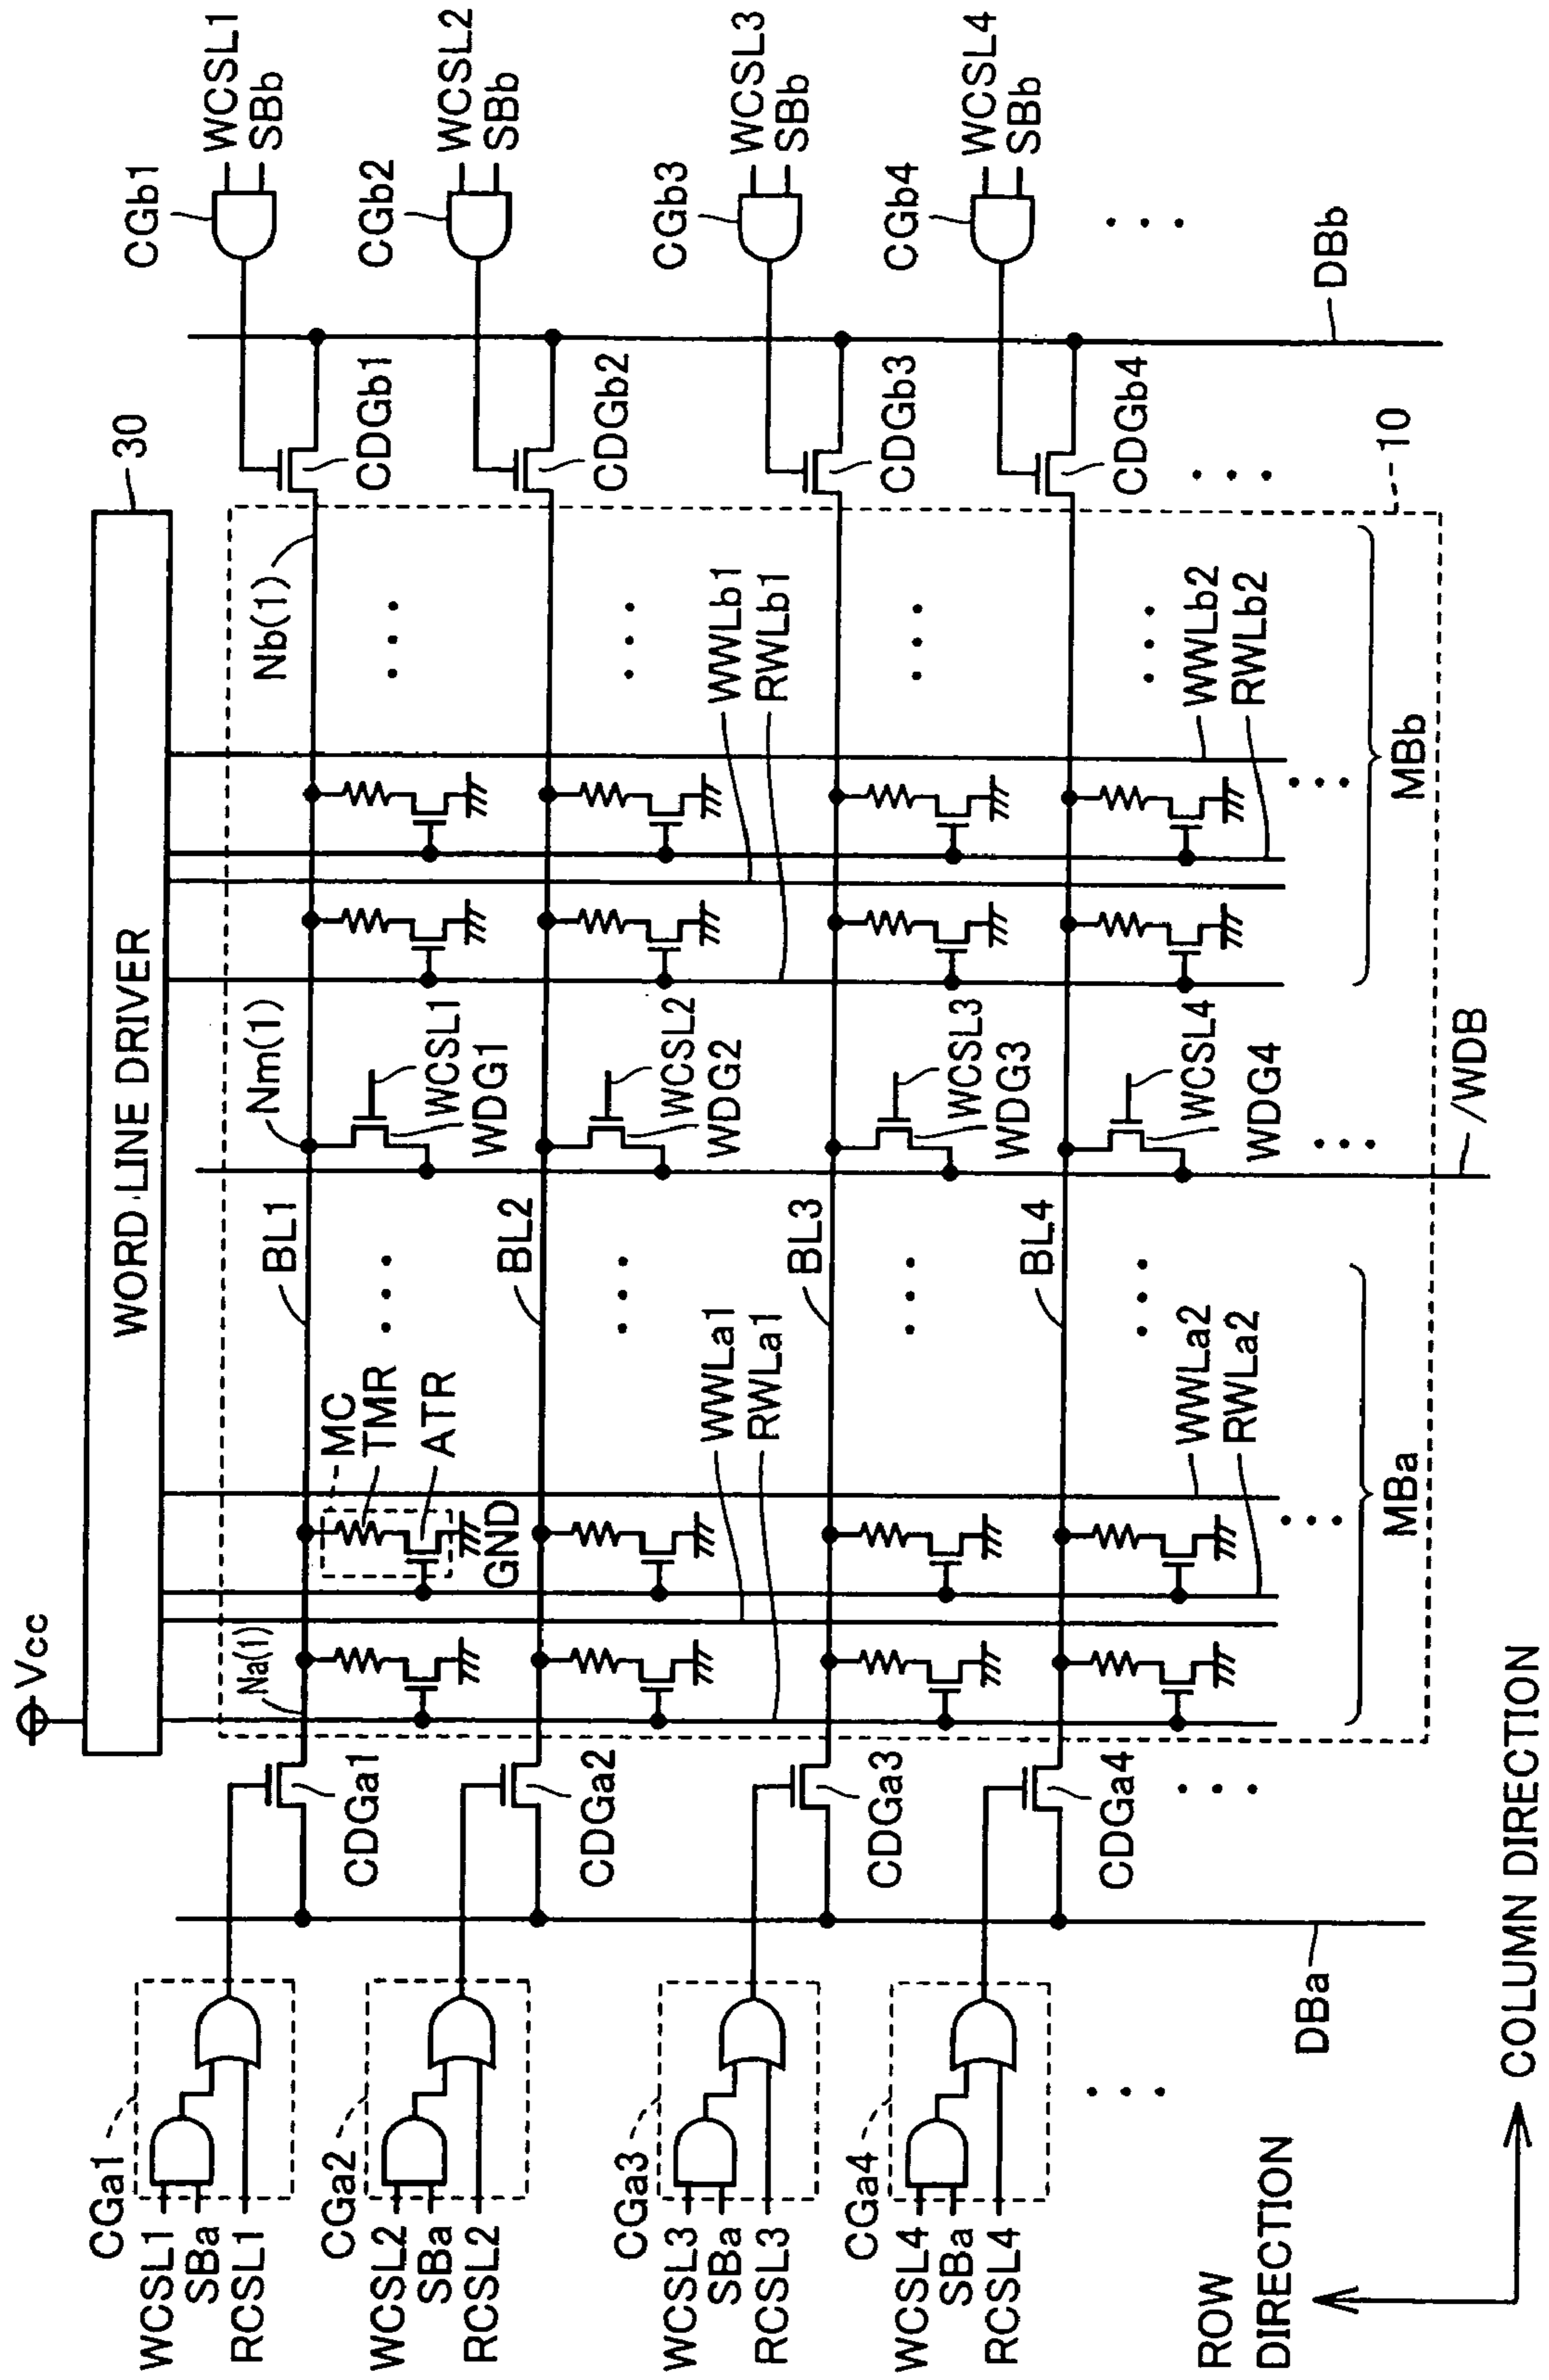 Vcc
WORD LINE DRIVER
30
CGa1
WCSL1
SBa
RCSL1
CGa2
WCSL2
SBa
RCSL2
CGa3
WCSL3
SBa
RCSL3
CGa4
WCSL4
SBa
RCSL4
DBa
CDGa1
CDGa2
CDGa3
CDGa4
Na(1)
MC
TMR
ATR
GND
BL1
BL2
BL3
BL4
WWLa1
RWLa1
WWLa2
RWLa2
MBa
Nm(1)
WCSL1
WDG1
WCSL2
WDG2
WCSL3
WDG3
WCSL4
WDG4
/WDB
Nb(1)
WWLb1
RWLb1
WWLb2
RWLb2
MBb
10
CDGb1
CDGb2
CDGb3
CDGb4
DBb
CGb1
WCSL1
SBb
CGb2
WCSL2
SBb
CGb3
WCSL3
SBb
CGb4
WCSL4
SBb
ROW
DIRECTION
COLUMN DIRECTION